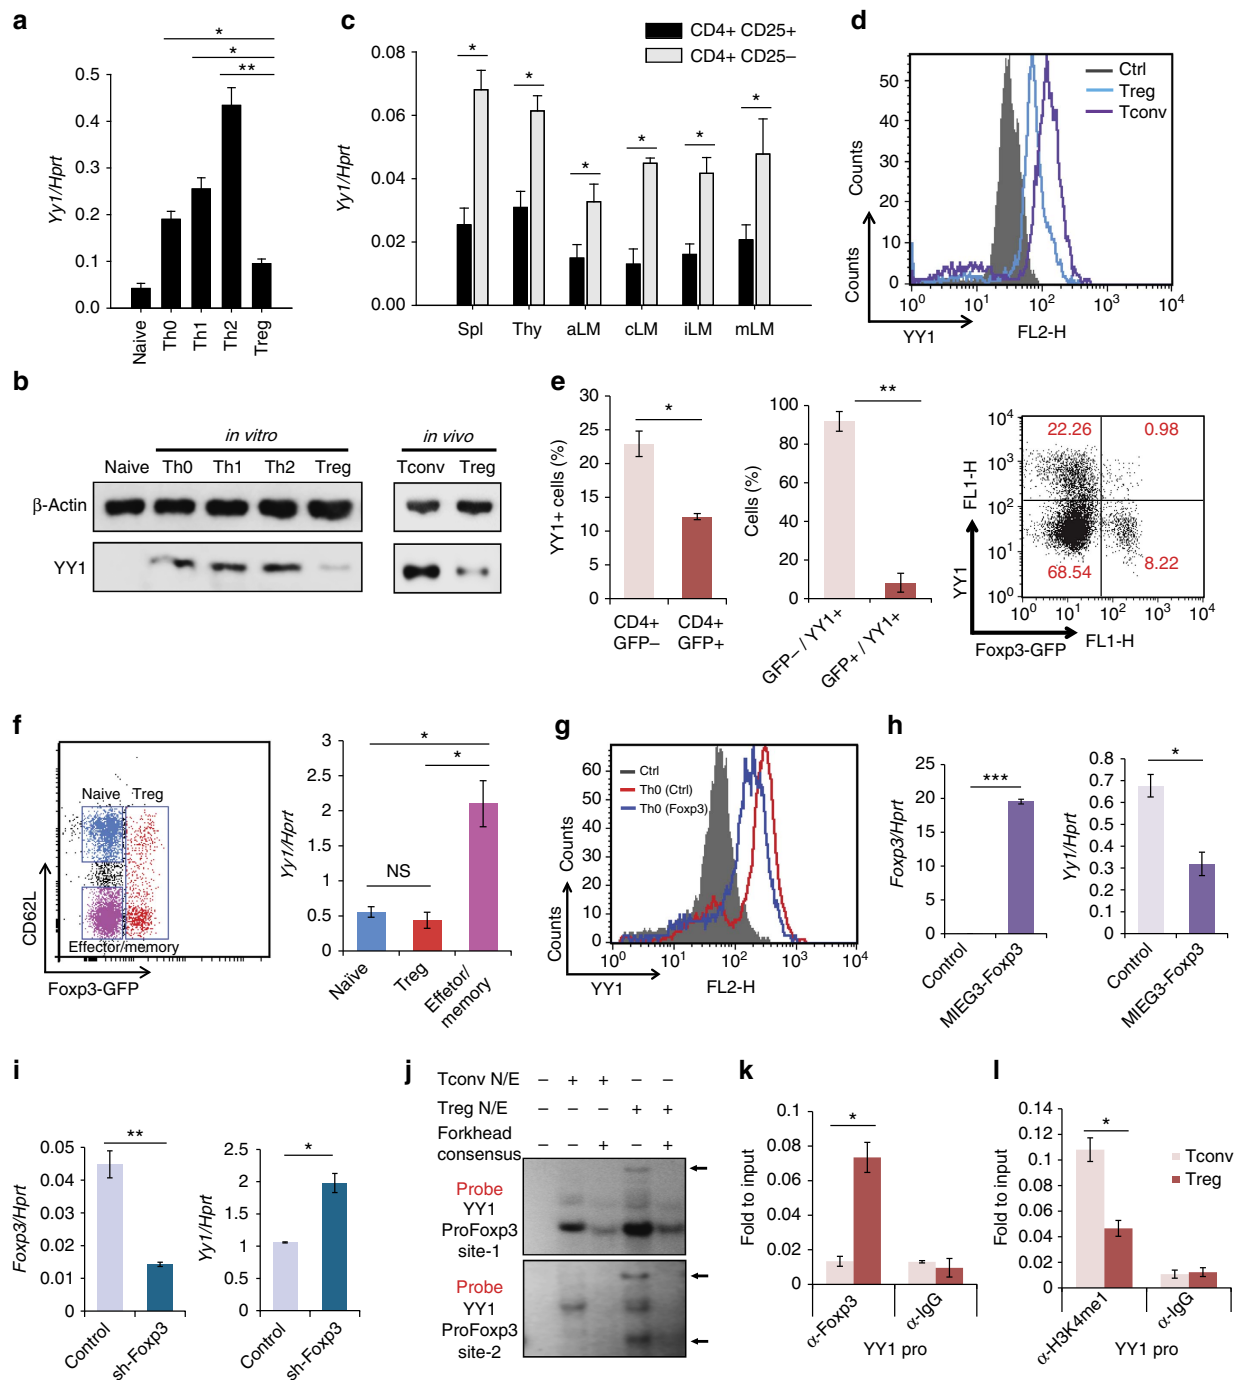 a
*
*
**
Yy1/Hprt
0.5
0.4
0.3
0.2
0.1
0.0
Naive
Th0
Th1
Th2
Treg
c
CD4+ CD25+
CD4+ CD25–
Yy1/Hprt
0.08
0.06
0.04
0.02
0.00
*
*
*
*
*
*
Spl Thy aLM cLM iLM mLM
d
Ctrl
Treg
Tconv
Counts
Counts
50
40
30
20
10
0
10⁰ 10¹ 10² 10³ 10⁴
YY1
FL2-H
b
in vitro
in vivo
Naive Th0 Th1 Th2 Treg
Tconv Treg
β-Actin
YY1
e
YY1+ cells (%)
30
25
20
15
10
5
0
*
CD4+ GFP–
CD4+ GFP+
Cells (%)
100
80
60
40
20
0
**
GFP– / YY1+
GFP+ / YY1+
10⁴
10³
10²
10¹
10⁰
22.26 0.98
68.54 8.22
FL1-H
YY1
10⁰ 10¹ 10² 10³ 10⁴
Foxp3-GFP
FL1-H
f
Naive Treg
Effector/memory
CD62L
Foxp3-GFP
Yy1/Hprt
3
2.5
2
1.5
1
0.5
0
*
*
NS
Naïve
Treg
Effetor/
memory
g
Ctrl
Th0 (Ctrl)
Th0 (Foxp3)
Counts
Counts
60
50
40
30
20
10
0
10⁰ 10¹ 10² 10³ 10⁴
YY1
FL2-H
h
Foxp3/Hprt
25
20
15
10
5
0
***
Control
MIEG3-Foxp3
Yy1/Hprt
0.8
0.7
0.6
0.5
0.4
0.3
0.2
0.1
0
*
Control
MIEG3-Foxp3
i
Foxp3/Hprt
0.05
0.04
0.03
0.02
0.01
0
**
Control
sh-Foxp3
Yy1/Hprt
2.5
2
1.5
1
0.5
0
*
Control
sh-Foxp3
j
Tconv N/E – + + – –
Treg N/E – – – + +
Forkhead
consensus – – + – +
Probe
YY1
ProFoxp3
site-1
Probe
YY1
ProFoxp3
site-2
k
Fold to input
0.1
0.08
0.06
0.04
0.02
0
*
α-Foxp3
α-IgG
YY1 pro
l
Fold to input
0.14
0.12
0.1
0.08
0.06
0.04
0.02
0
*
Tconv
Treg
α-H3K4me1
α-IgG
YY1 pro